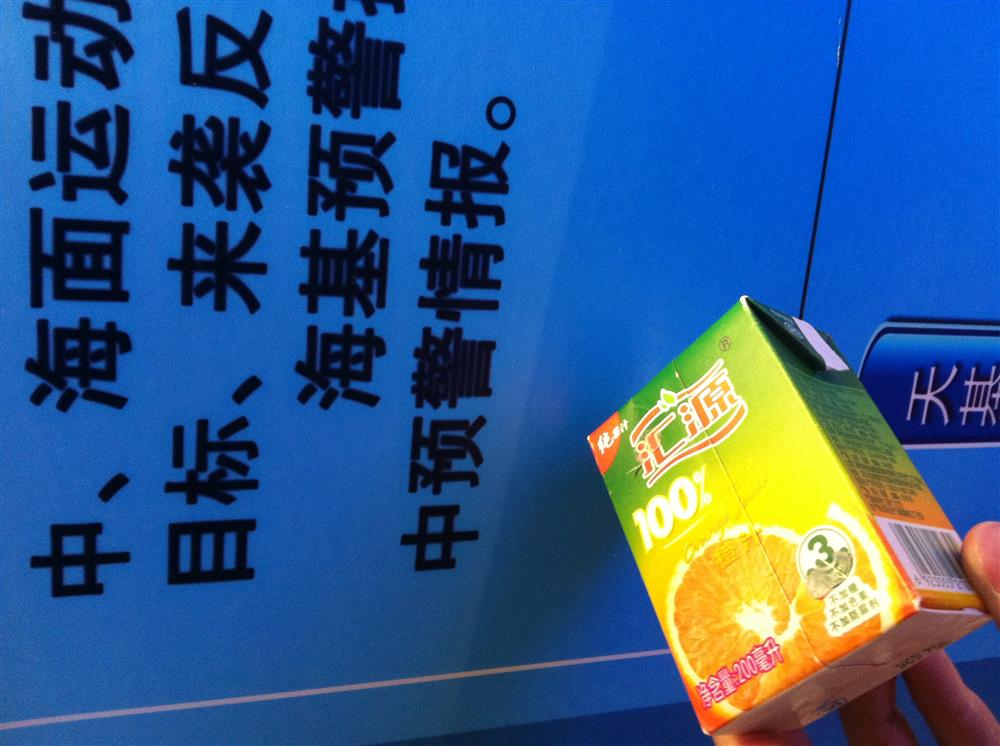 中、海面运动
目标、来袭反
海基预警
中预警情报。
天基
纯果汁
汇源®
100%
Orange Juice
橙汁
3
不加糖
不加色素
不加防腐剂
净含量:200毫升